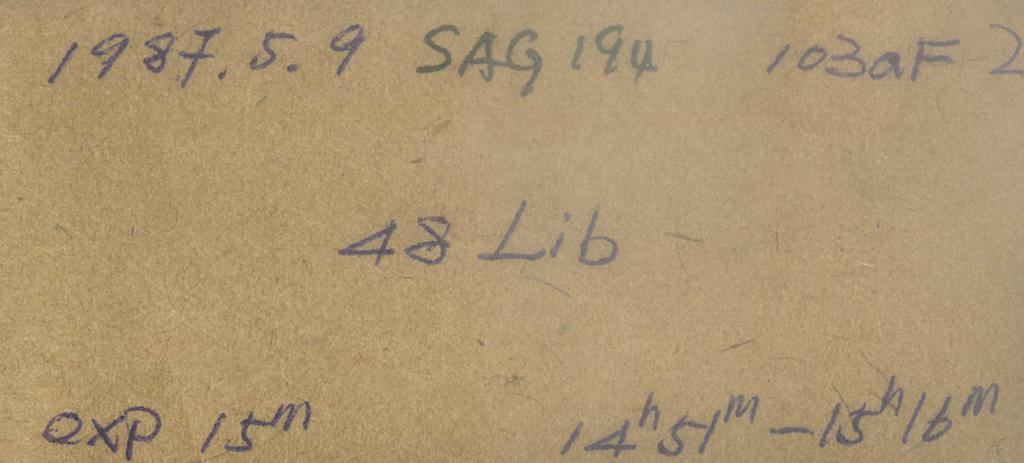 1987.5.9 SAG 194 103aF 2
48 Lib
exp 15m
14h51m-15h16m